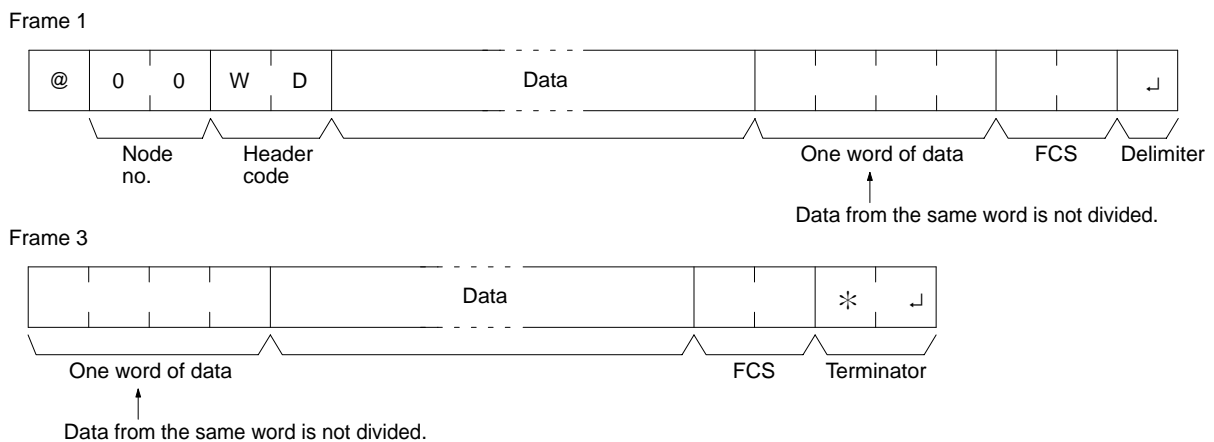 Frame 1
@ 0 0 W D Data ↵
Node no. Header code One word of data FCS Delimiter
Data from the same word is not divided.
Frame 3
Data * ↵
One word of data FCS Terminator
Data from the same word is not divided.